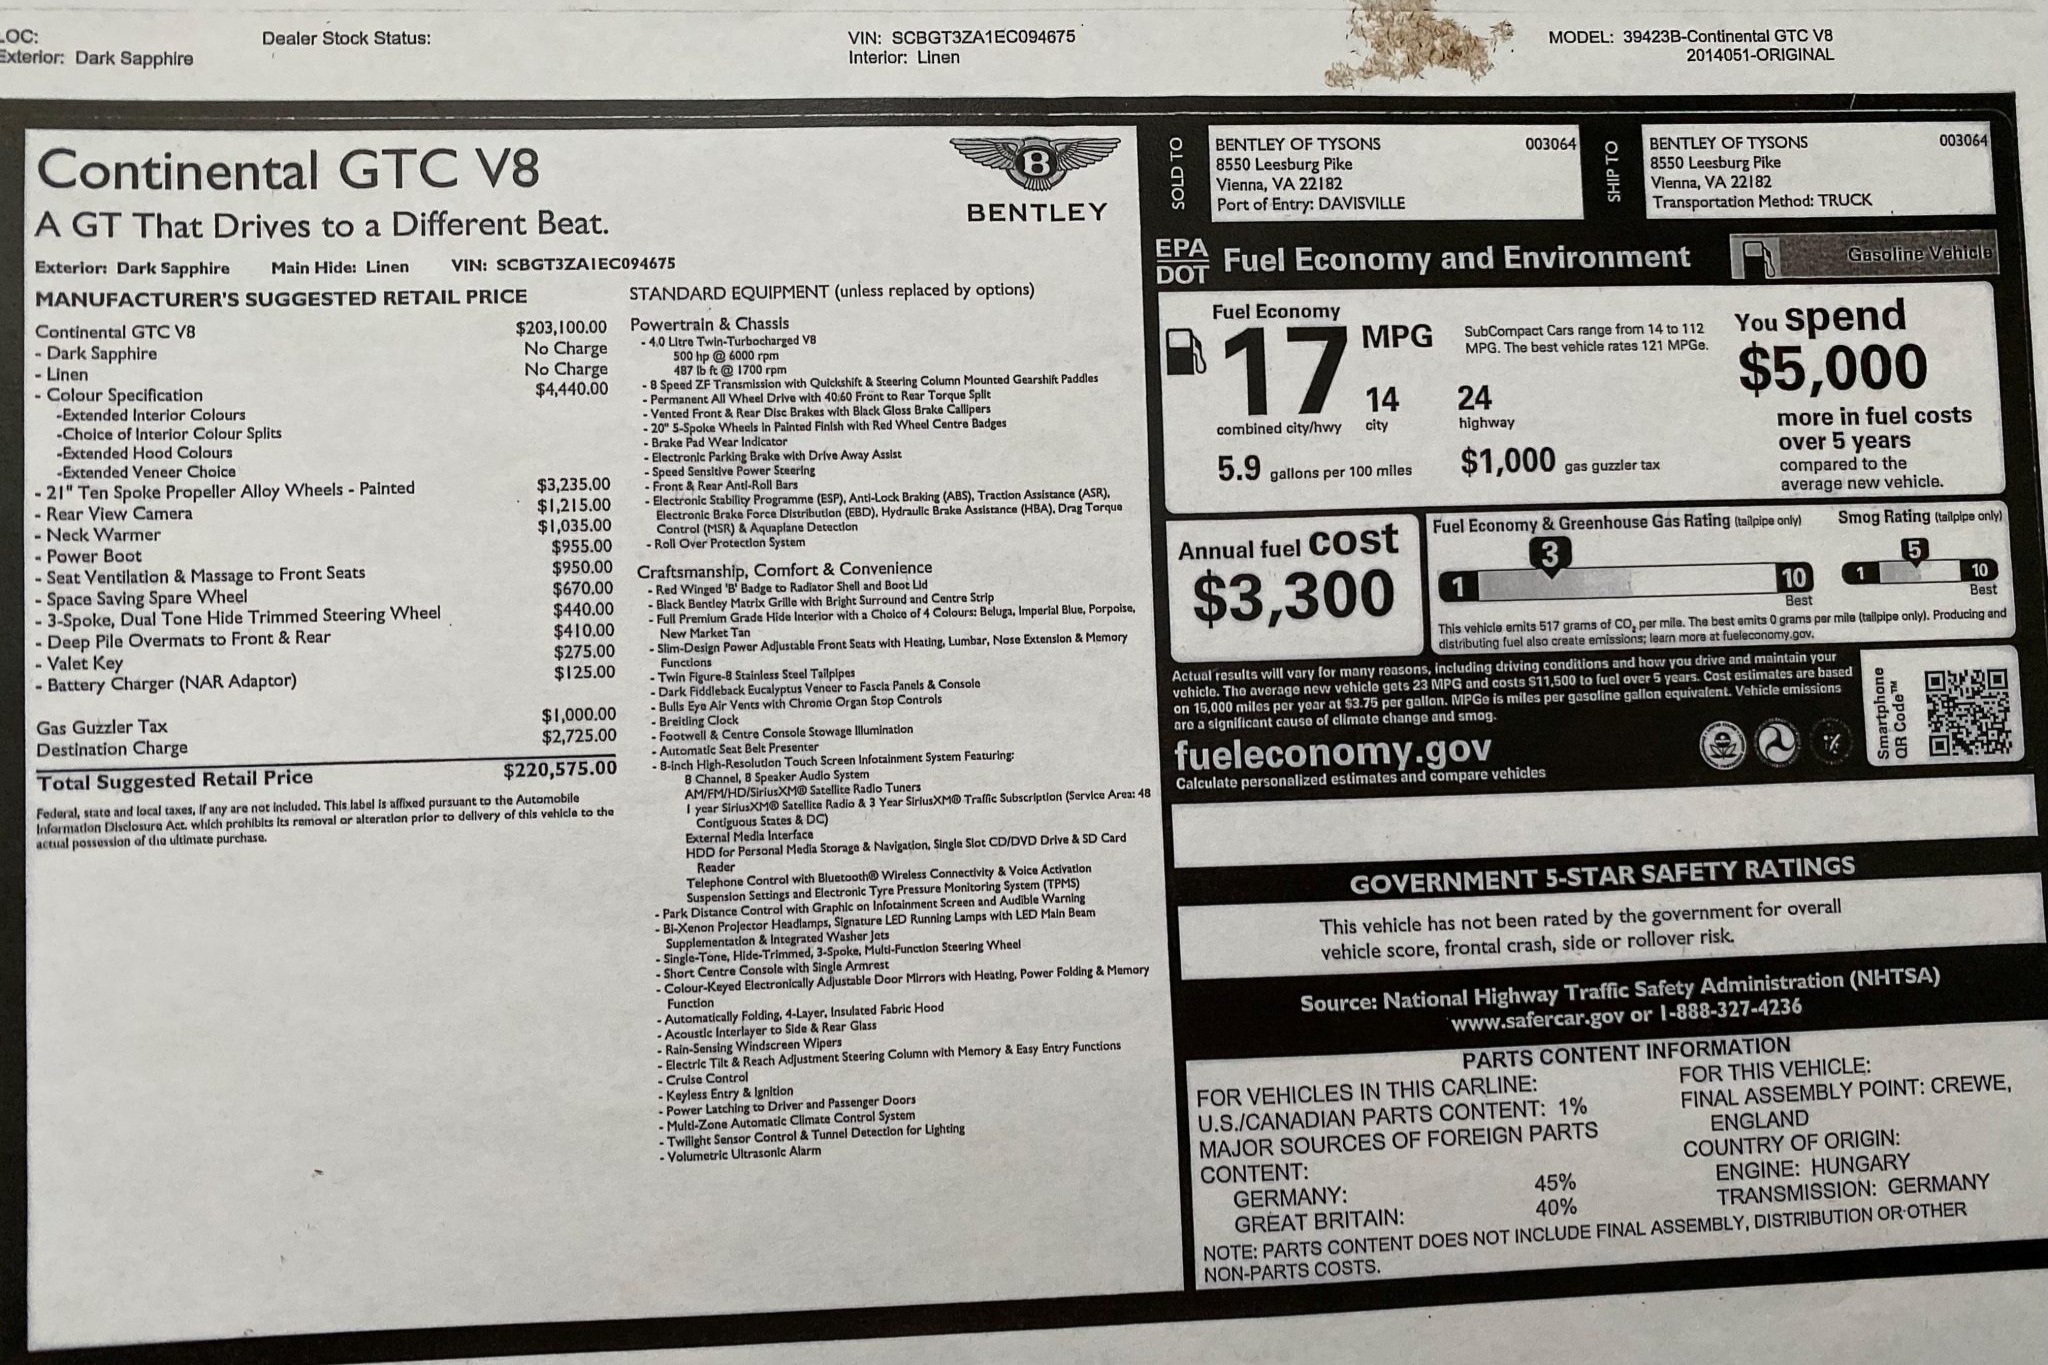 LOC:
Exterior: Dark Sapphire
Dealer Stock Status:
VIN: SCBGT3ZA1EC094675
Interior: Linen
MODEL: 39423B-Continental GTC V8
2014051-ORIGINAL
Continental GTC V8
A GT That Drives to a Different Beat.
B
BENTLEY
Exterior: Dark Sapphire Main Hide: Linen VIN: SCBGT3ZA1EC094675
MANUFACTURER'S SUGGESTED RETAIL PRICE
Continental GTC V8 $203,100.00
- Dark Sapphire No Charge
- Linen No Charge
- Colour Specification $4,440.00
-Extended Interior Colours
-Choice of Interior Colour Splits
-Extended Hood Colours
-Extended Veneer Choice
- 21" Ten Spoke Propeller Alloy Wheels - Painted $3,235.00
- Rear View Camera $1,215.00
- Neck Warmer $1,035.00
- Power Boot $955.00
- Seat Ventilation & Massage to Front Seats $950.00
- Space Saving Spare Wheel $670.00
- 3-Spoke, Dual Tone Hide Trimmed Steering Wheel $440.00
- Deep Pile Overmats to Front & Rear $410.00
- Valet Key $275.00
- Battery Charger (NAR Adaptor) $125.00
Gas Guzzler Tax $1,000.00
Destination Charge $2,725.00
Total Suggested Retail Price $220,575.00
Federal, state and local taxes, if any are not included. This label is affixed pursuant to the Automobile
Information Disclosure Act. which prohibits its removal or alteration prior to delivery of this vehicle to the
actual possession of the ultimate purchase.
STANDARD EQUIPMENT (unless replaced by options)
Powertrain & Chassis
- 4.0 Litre Twin-Turbocharged V8
500 hp @ 6000 rpm
487 lb ft @ 1700 rpm
- 8 Speed ZF Transmission with Quickshift & Steering Column Mounted Gearshift Paddles
- Permanent All Wheel Drive with 40:60 Front to Rear Torque Split
- Vented Front & Rear Disc Brakes with Black Gloss Brake Callipers
- 20" 5-Spoke Wheels in Painted Finish with Red Wheel Centre Badges
- Brake Pad Wear Indicator
- Electronic Parking Brake with Drive Away Assist
- Speed Sensitive Power Steering
- Front & Rear Anti-Roll Bars
- Electronic Stability Programme (ESP), Anti-Lock Braking (ABS), Traction Assistance (ASR),
Electronic Brake Force Distribution (EBD), Hydraulic Brake Assistance (HBA), Drag Torque
Control (MSR) & Aquaplane Detection
- Roll Over Protection System
Craftsmanship, Comfort & Convenience
- Red Winged 'B' Badge to Radiator Shell and Boot Lid
- Black Bentley Matrix Grille with Bright Surround and Centre Strip
- Full Premium Grade Hide Interior with a Choice of 4 Colours: Beluga, Imperial Blue, Porpoise,
New Market Tan
- Slim-Design Power Adjustable Front Seats with Heating, Lumbar, Nose Extension & Memory
Functions
- Twin Figure-8 Stainless Steel Tailpipes
- Dark Fiddleback Eucalyptus Veneer to Fascia Panels & Console
- Bulls Eye Air Vents with Chrome Organ Stop Controls
- Breitling Clock
- Footwell & Centre Console Stowage Illumination
- Automatic Seat Belt Presenter
- 8-inch High-Resolution Touch Screen Infotainment System Featuring:
8 Channel, 8 Speaker Audio System
AM/FM/HD/SiriusXM® Satellite Radio Tuners
1 year SiriusXM® Satellite Radio & 3 Year SiriusXM® Traffic Subscription (Service Area: 48
Contiguous States & DC)
External Media Interface
HDD for Personal Media Storage & Navigation, Single Slot CD/DVD Drive & SD Card
Reader
Telephone Control with Bluetooth® Wireless Connectivity & Voice Activation
Suspension Settings and Electronic Tyre Pressure Monitoring System (TPMS)
- Park Distance Control with Graphic on Infotainment Screen and Audible Warning
- Bi-Xenon Projector Headlamps, Signature LED Running Lamps with LED Main Beam
Supplementation & Integrated Washer Jets
- Single-Tone, Hide-Trimmed, 3-Spoke, Multi-Function Steering Wheel
- Short Centre Console with Single Armrest
- Colour-Keyed Electronically Adjustable Door Mirrors with Heating, Power Folding & Memory
Function
- Automatically Folding, 4-Layer, Insulated Fabric Hood
- Acoustic Interlayer to Side & Rear Glass
- Rain-Sensing Windscreen Wipers
- Electric Tilt & Reach Adjustment Steering Column with Memory & Easy Entry Functions
- Cruise Control
- Keyless Entry & Ignition
- Power Latching to Driver and Passenger Doors
- Multi-Zone Automatic Climate Control System
- Twilight Sensor Control & Tunnel Detection for Lighting
- Volumetric Ultrasonic Alarm
SOLD TO
BENTLEY OF TYSONS 003064
8550 Leesburg Pike
Vienna, VA 22182
Port of Entry: DAVISVILLE
SHIP TO
BENTLEY OF TYSONS 003064
8550 Leesburg Pike
Vienna, VA 22182
Transportation Method: TRUCK
EPA
DOT
Fuel Economy and Environment
Gasoline Vehicle
Fuel Economy
17 MPG
combined city/hwy
14
city
24
highway
SubCompact Cars range from 14 to 112
MPG. The best vehicle rates 121 MPGe.
5.9 gallons per 100 miles
$1,000 gas guzzler tax
You spend
$5,000
more in fuel costs
over 5 years
compared to the
average new vehicle.
Annual fuel cost
$3,300
Fuel Economy & Greenhouse Gas Rating (tailpipe only)
3
1 10
Best
Smog Rating (tailpipe only)
5
1 10
Best
This vehicle emits 517 grams of CO2 per mile. The best emits 0 grams per mile (tailpipe only). Producing and
distributing fuel also create emissions; learn more at fueleconomy.gov.
Actual results will vary for many reasons, including driving conditions and how you drive and maintain your
vehicle. The average new vehicle gets 23 MPG and costs $11,500 to fuel over 5 years. Cost estimates are based
on 15,000 miles per year at $3.75 per gallon. MPGe is miles per gasoline gallon equivalent. Vehicle emissions
are a significant cause of climate change and smog.
fueleconomy.gov
Calculate personalized estimates and compare vehicles
Smartphone
QR Code™
GOVERNMENT 5-STAR SAFETY RATINGS
This vehicle has not been rated by the government for overall
vehicle score, frontal crash, side or rollover risk.
Source: National Highway Traffic Safety Administration (NHTSA)
www.safercar.gov or 1-888-327-4236
PARTS CONTENT INFORMATION
FOR VEHICLES IN THIS CARLINE:
U.S./CANADIAN PARTS CONTENT: 1%
MAJOR SOURCES OF FOREIGN PARTS
CONTENT:
GERMANY: 45%
GREAT BRITAIN: 40%
FOR THIS VEHICLE:
FINAL ASSEMBLY POINT: CREWE,
ENGLAND
COUNTRY OF ORIGIN:
ENGINE: HUNGARY
TRANSMISSION: GERMANY
NOTE: PARTS CONTENT DOES NOT INCLUDE FINAL ASSEMBLY, DISTRIBUTION OR OTHER
NON-PARTS COSTS.